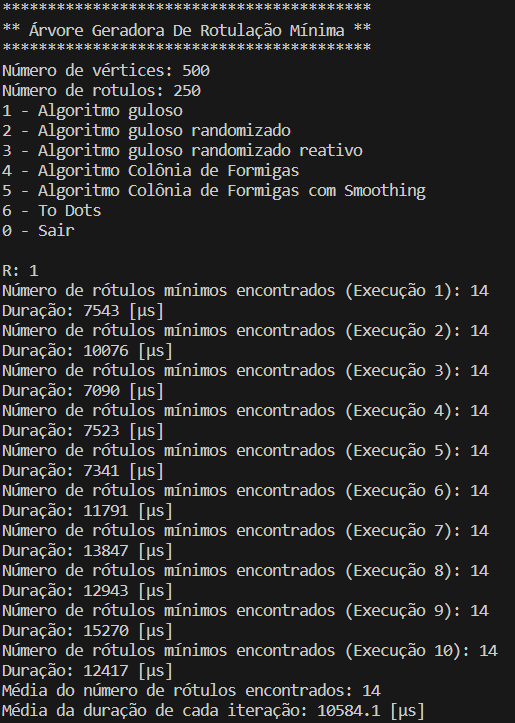 *****************************************
** Árvore Geradora De Rotulação Mínima **
*****************************************
Número de vértices: 500
Número de rotulos: 250
1 - Algoritmo guloso
2 - Algoritmo guloso randomizado
3 - Algoritmo guloso randomizado reativo
4 - Algoritmo Colônia de Formigas
5 - Algoritmo Colônia de Formigas com Smoothing
6 - To Dots
0 - Sair

R: 1
Número de rótulos mínimos encontrados (Execução 1): 14
Duração: 7543 [µs]
Número de rótulos mínimos encontrados (Execução 2): 14
Duração: 10076 [µs]
Número de rótulos mínimos encontrados (Execução 3): 14
Duração: 7090 [µs]
Número de rótulos mínimos encontrados (Execução 4): 14
Duração: 7523 [µs]
Número de rótulos mínimos encontrados (Execução 5): 14
Duração: 7341 [µs]
Número de rótulos mínimos encontrados (Execução 6): 14
Duração: 11791 [µs]
Número de rótulos mínimos encontrados (Execução 7): 14
Duração: 13847 [µs]
Número de rótulos mínimos encontrados (Execução 8): 14
Duração: 12943 [µs]
Número de rótulos mínimos encontrados (Execução 9): 14
Duração: 15270 [µs]
Número de rótulos mínimos encontrados (Execução 10): 14
Duração: 12417 [µs]
Média do número de rótulos encontrados: 14
Média da duração de cada iteração: 10584.1 [µs]